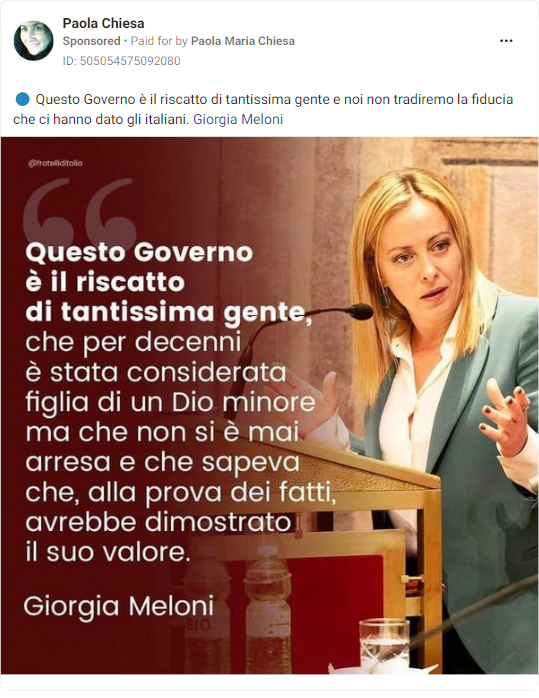 Paola Chiesa
Sponsored • Paid for by Paola Maria Chiesa
ID: 505054575092080
Questo Governo è il riscatto di tantissima gente e noi non tradiremo la fiducia
che ci hanno dato gli italiani. Giorgia Meloni
@fratelliditalia
Questo Governo
è il riscatto
di tantissima gente,
che per decenni
è stata considerata
figlia di un Dio minore
ma che non si è mai
arresa e che sapeva
che, alla prova dei fatti,
avrebbe dimostrato
il suo valore.
Giorgia Meloni
BIO